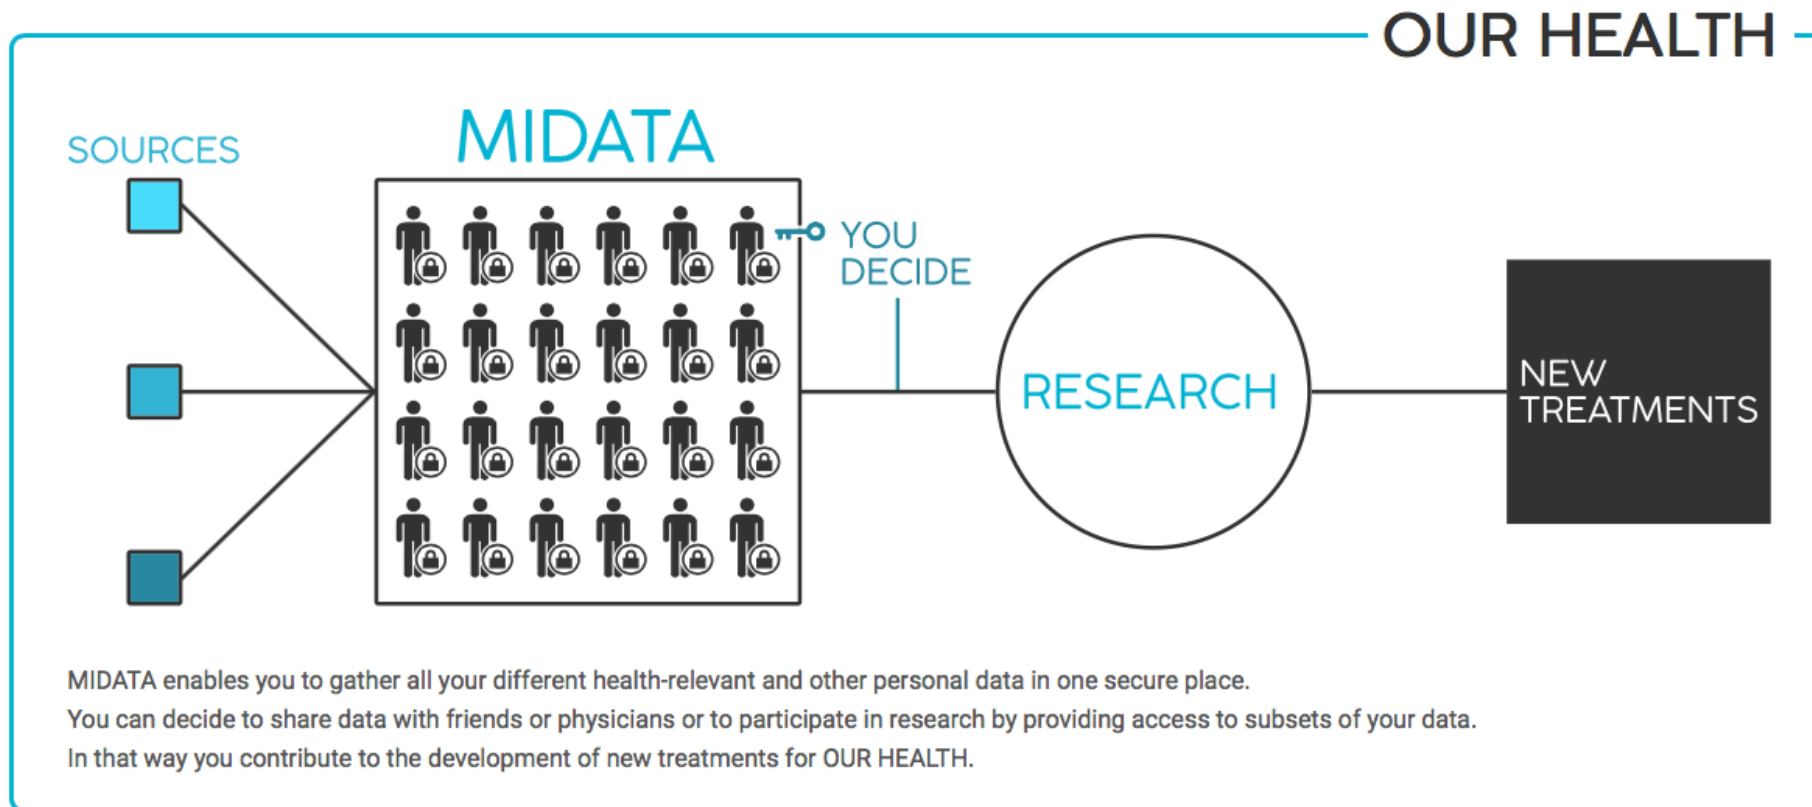 OUR HEALTH
SOURCES
MIDATA
YOU
DECIDE
RESEARCH
NEW
TREATMENTS
MIDATA enables you to gather all your different health-relevant and other personal data in one secure place.
You can decide to share data with friends or physicians or to participate in research by providing access to subsets of your data.
In that way you contribute to the development of new treatments for OUR HEALTH.